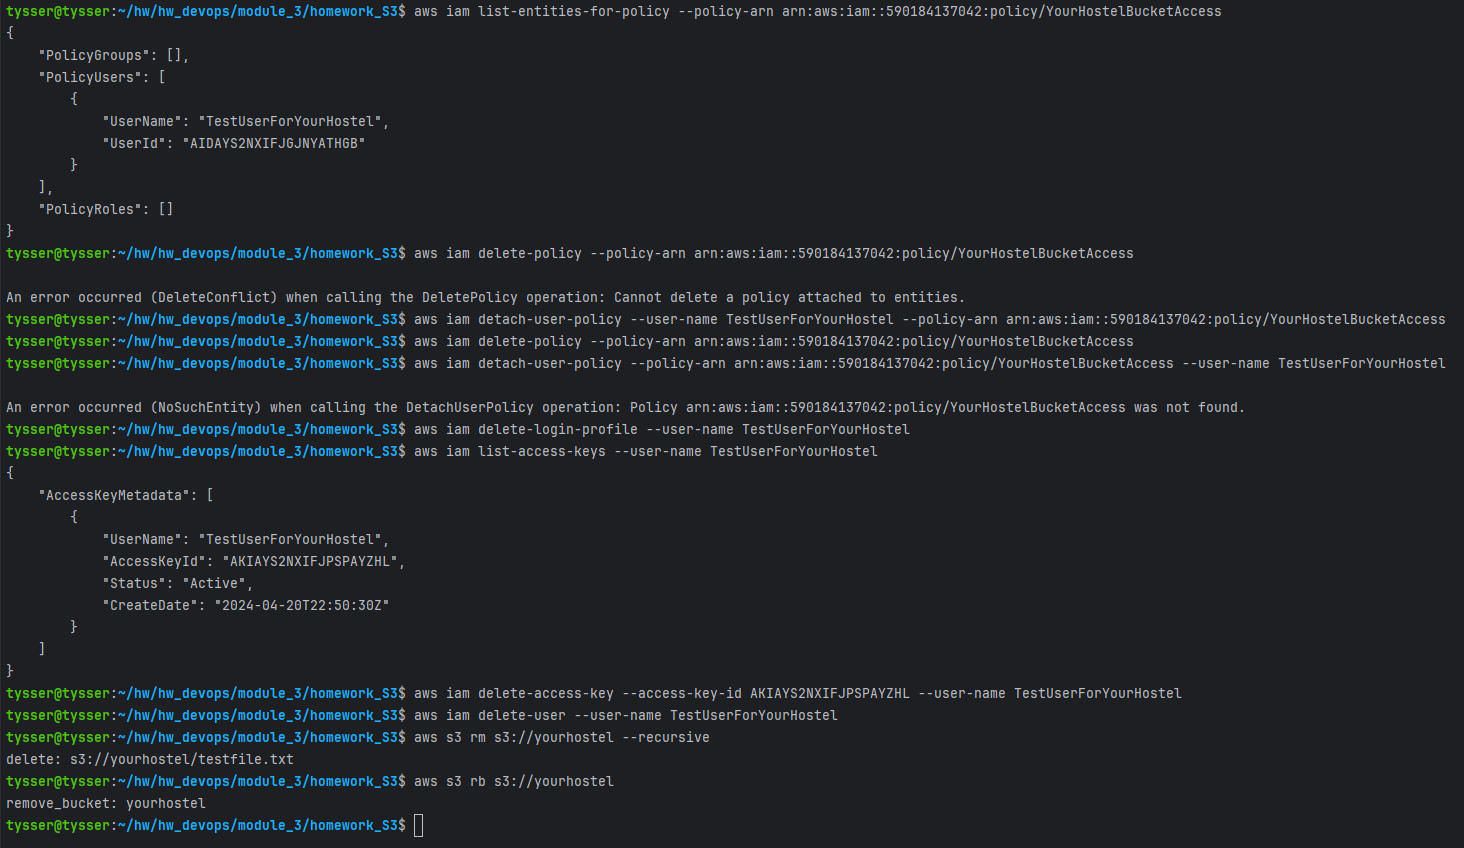 tysser@tysser:~/hw/hw_devops/module_3/homework_S3$ aws iam list-entities-for-policy --policy-arn arn:aws:iam::590184137042:policy/YourHostelBucketAccess
{
    "PolicyGroups": [],
    "PolicyUsers": [
        {
            "UserName": "TestUserForYourHostel",
            "UserId": "AIDAYS2NXIFJGJNYATHGB"
        }
    ],
    "PolicyRoles": []
}
tysser@tysser:~/hw/hw_devops/module_3/homework_S3$ aws iam delete-policy --policy-arn arn:aws:iam::590184137042:policy/YourHostelBucketAccess

An error occurred (DeleteConflict) when calling the DeletePolicy operation: Cannot delete a policy attached to entities.
tysser@tysser:~/hw/hw_devops/module_3/homework_S3$ aws iam detach-user-policy --user-name TestUserForYourHostel --policy-arn arn:aws:iam::590184137042:policy/YourHostelBucketAccess
tysser@tysser:~/hw/hw_devops/module_3/homework_S3$ aws iam delete-policy --policy-arn arn:aws:iam::590184137042:policy/YourHostelBucketAccess
tysser@tysser:~/hw/hw_devops/module_3/homework_S3$ aws iam detach-user-policy --policy-arn arn:aws:iam::590184137042:policy/YourHostelBucketAccess --user-name TestUserForYourHostel

An error occurred (NoSuchEntity) when calling the DetachUserPolicy operation: Policy arn:aws:iam::590184137042:policy/YourHostelBucketAccess was not found.
tysser@tysser:~/hw/hw_devops/module_3/homework_S3$ aws iam delete-login-profile --user-name TestUserForYourHostel
tysser@tysser:~/hw/hw_devops/module_3/homework_S3$ aws iam list-access-keys --user-name TestUserForYourHostel
{
    "AccessKeyMetadata": [
        {
            "UserName": "TestUserForYourHostel",
            "AccessKeyId": "AKIAYS2NXIFJPSPAYZHL",
            "Status": "Active",
            "CreateDate": "2024-04-20T22:50:30Z"
        }
    ]
}
tysser@tysser:~/hw/hw_devops/module_3/homework_S3$ aws iam delete-access-key --access-key-id AKIAYS2NXIFJPSPAYZHL --user-name TestUserForYourHostel
tysser@tysser:~/hw/hw_devops/module_3/homework_S3$ aws iam delete-user --user-name TestUserForYourHostel
tysser@tysser:~/hw/hw_devops/module_3/homework_S3$ aws s3 rm s3://yourhostel --recursive
delete: s3://yourhostel/testfile.txt
tysser@tysser:~/hw/hw_devops/module_3/homework_S3$ aws s3 rb s3://yourhostel
remove_bucket: yourhostel
tysser@tysser:~/hw/hw_devops/module_3/homework_S3$